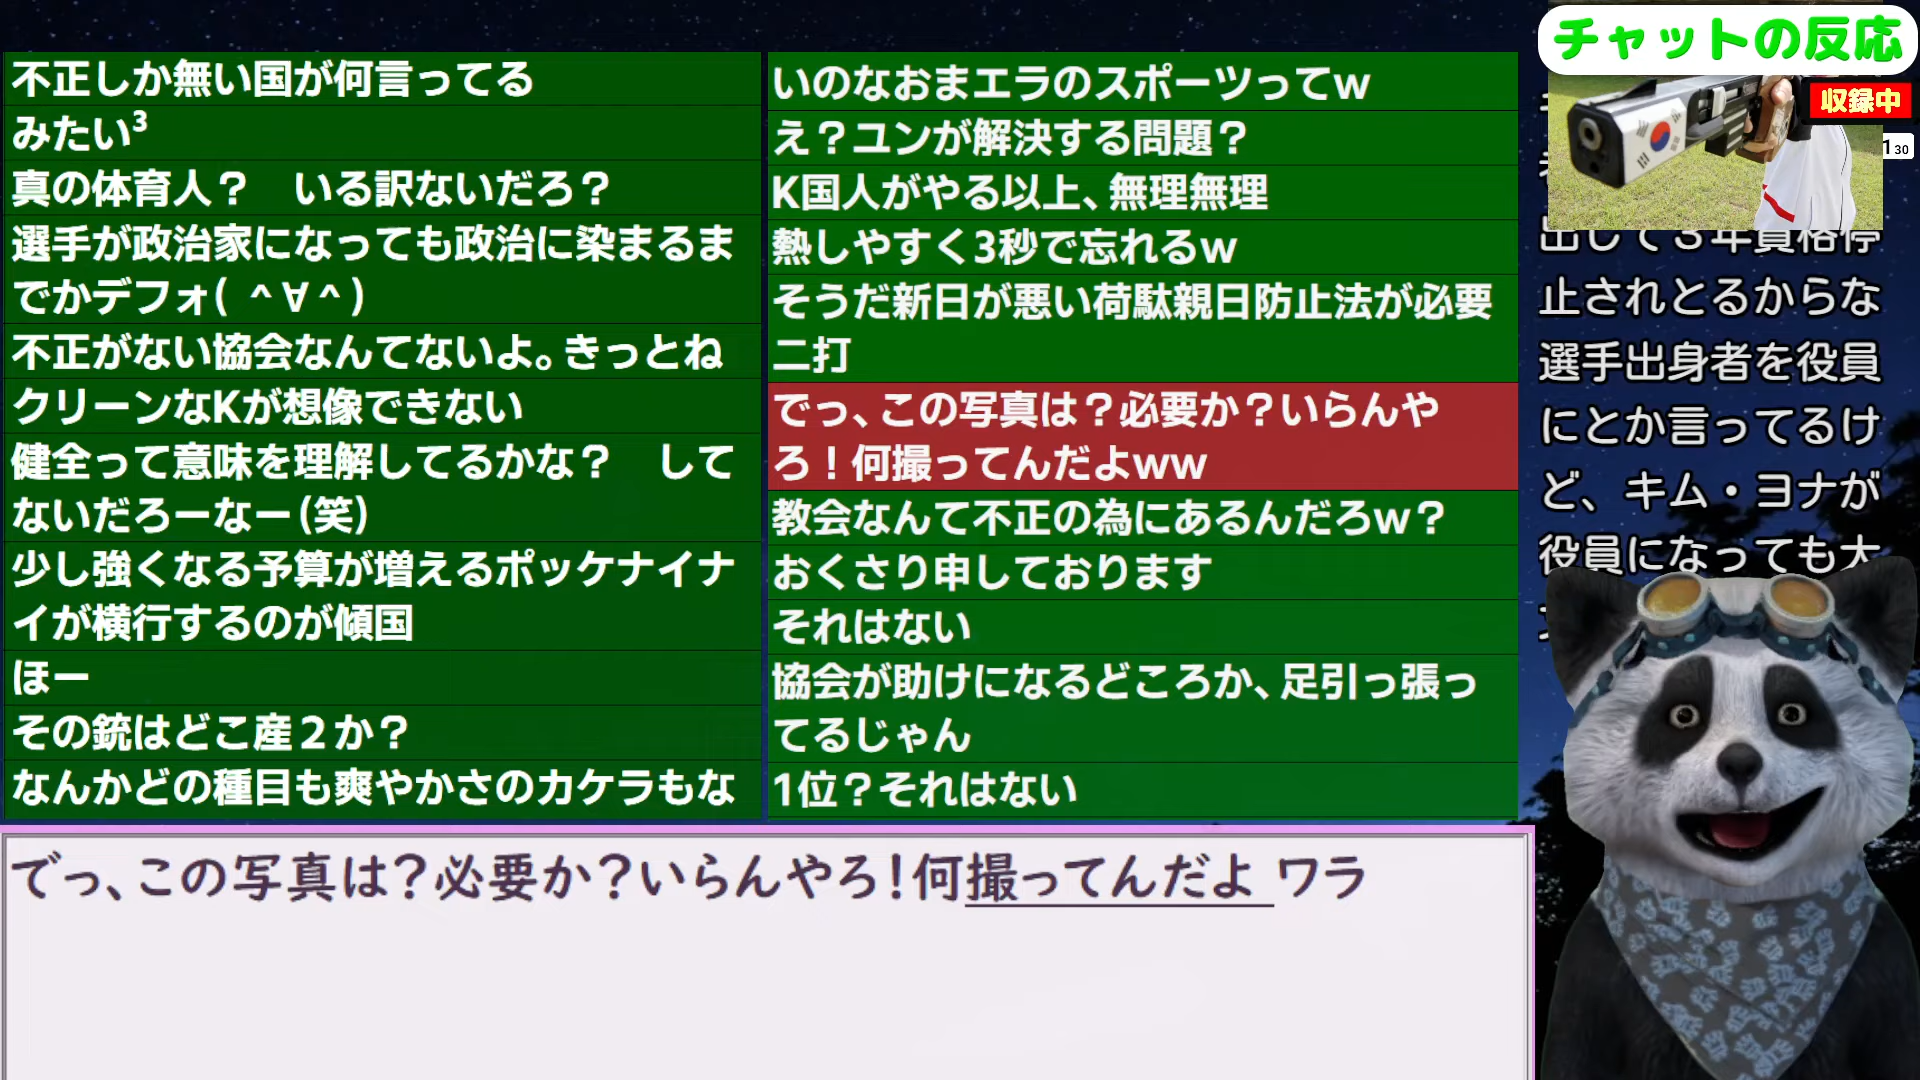 不正しか無い国が何言ってる
みたい³
真の体育人？　いる訳ないだろ？
選手が政治家になっても政治に染まるま
でかデフォ( ＾∀＾)
不正がない協会なんてないよ。きっとね
クリーンなKが想像できない
健全って意味を理解してるかな？　して
ないだろーなー(笑)
少し強くなる予算が増えるポッケナイナ
イが横行するのが傾国
ほー
その銃はどこ産２か？
なんかどの種目も爽やかさのカケラもな
いのなおまエラのスポーツってw
え？ユンが解決する問題？
K国人がやる以上、無理無理
熱しやすく3秒で忘れるw
そうだ新日が悪い荷駄親日防止法が必要
二打
でっ、この写真は？必要か？いらんや
ろ！何撮ってんだよww
教会なんて不正の為にあるんだろw？
おくさり申しております
それはない
協会が助けになるどころか、足引っ張っ
てるじゃん
1位？それはない
チャットの反応
収録中
1 30
出して３年資格停
止されとるからな
選手出身者を役員
にとか言ってるけ
ど、キム・ヨナが
役員になっても大
でっ、この写真は？必要か？いらんやろ！何撮ってんだよ ワラ